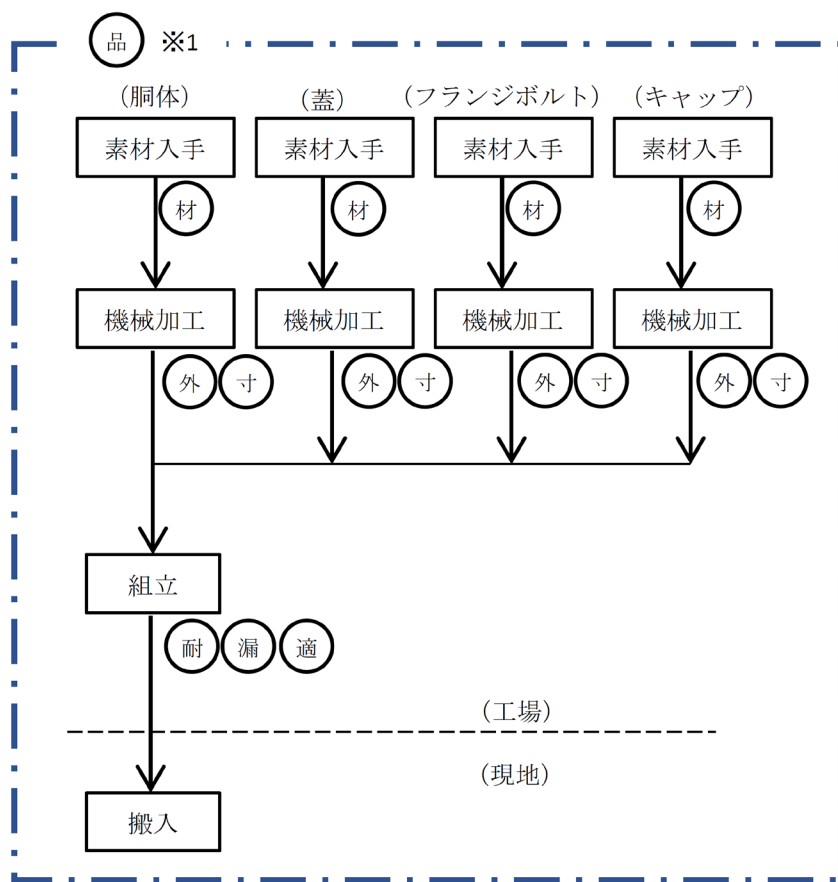 品 ※1
(胴体) (蓋) (フランジボルト) (キャップ)
素材入手 素材入手 素材入手 素材入手
材 材 材 材
機械加工 機械加工 機械加工 機械加工
外 寸 外 寸 外 寸 外 寸
組立
耐 漏 適
(工場)
(現地)
搬入